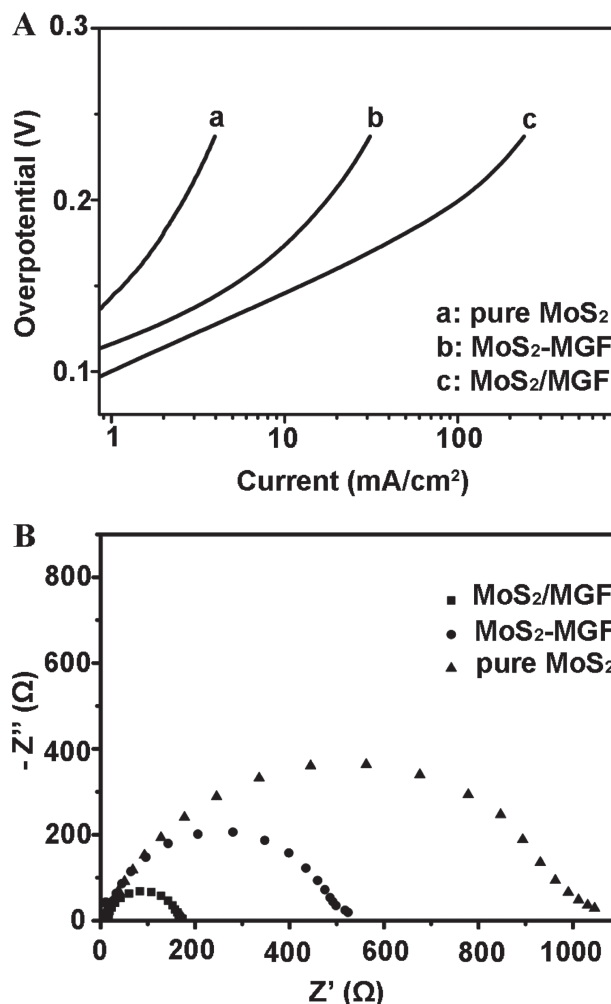 A
0.3
0.2
0.1
Overpotential (V)
a
b
c
a: pure MoS₂
b: MoS₂-MGF
c: MoS₂/MGF
1
10
100
Current (mA/cm²)
B
800
600
400
200
0
- Z'' (Ω)
MoS₂/MGF
MoS₂-MGF
pure MoS₂
0
200
400
600
800
1000
Z' (Ω)